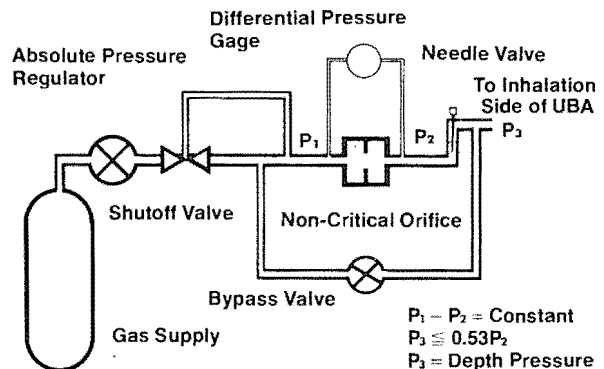 Differential Pressure
Gage
Absolute Pressure
Regulator
Needle Valve
To Inhalation
Side of UBA
P₁
P₂
P₃
Shutoff Valve
Non-Critical Orifice
Bypass Valve
Gas Supply
P₁ – P₂ = Constant
P₃ ≦ 0.53P₂
P₃ = Depth Pressure